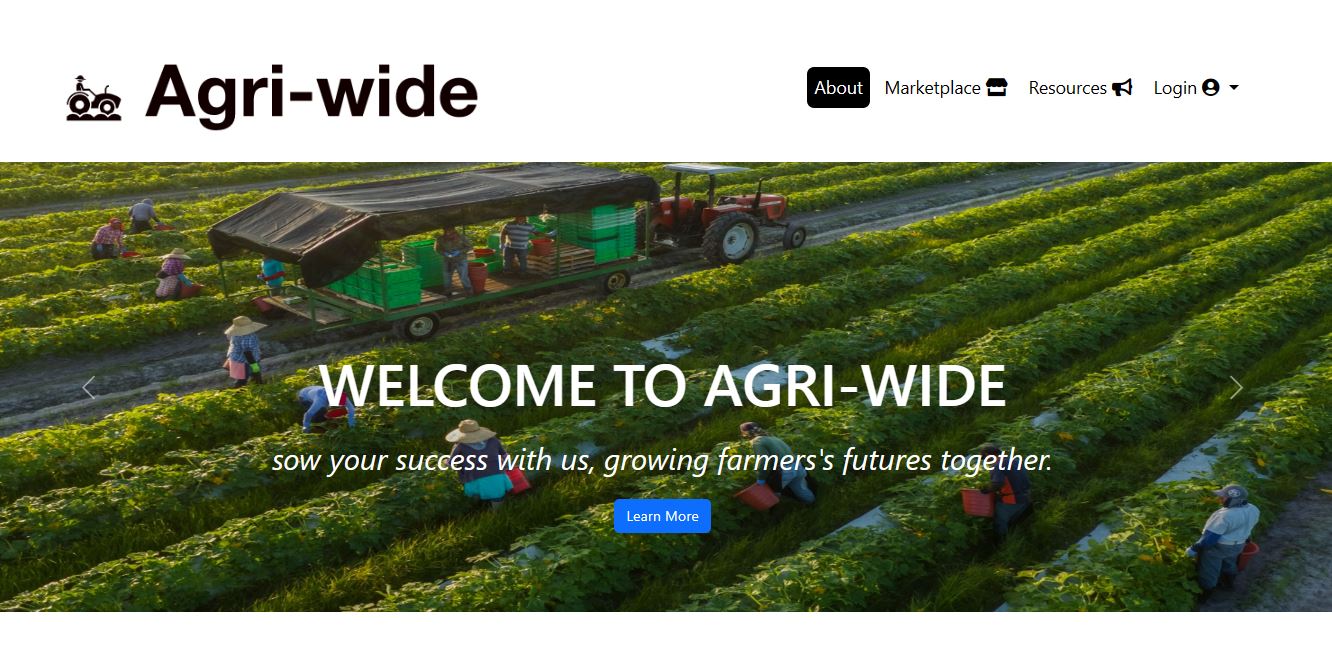 Agri-wide
About
Marketplace
Resources
Login
WELCOME TO AGRI-WIDE
sow your success with us, growing farmers's futures together.
Learn More